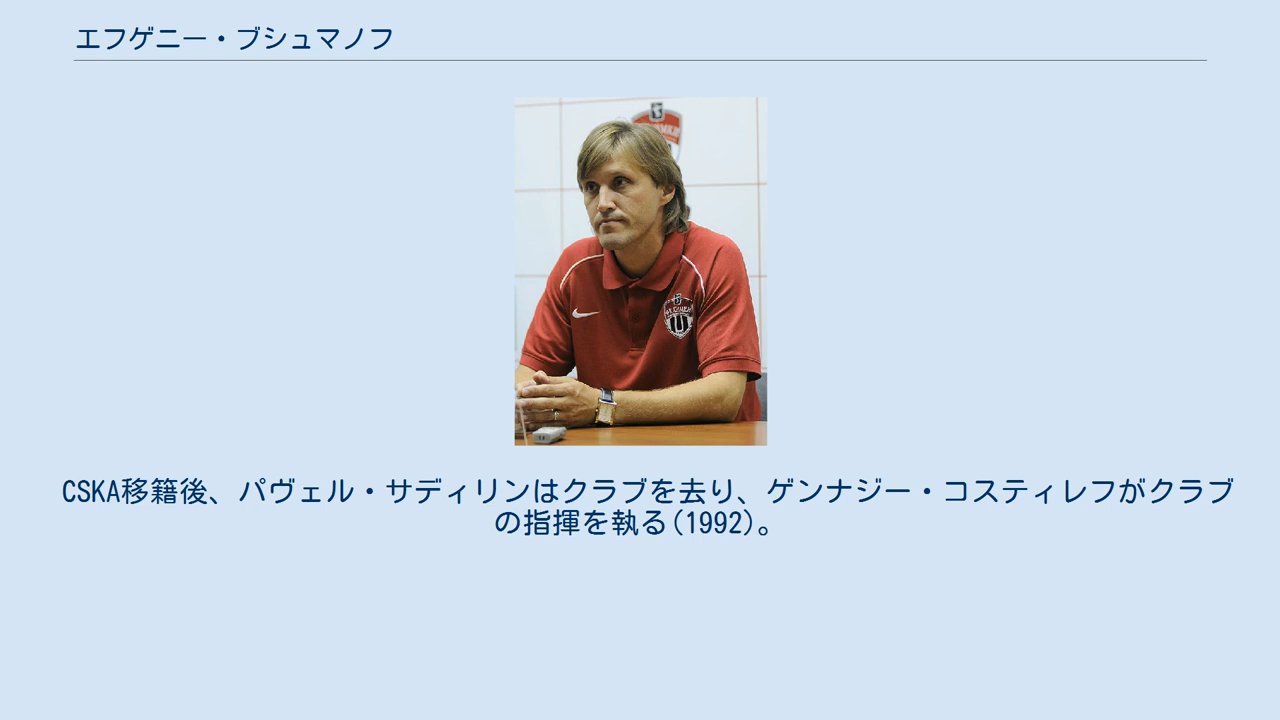 エフゲニー・ブシュマノフ
CSKA移籍後、パヴェル・サディリンはクラブを去り、ゲンナジー・コスティレフがクラブ
の指揮を執る(1992)。